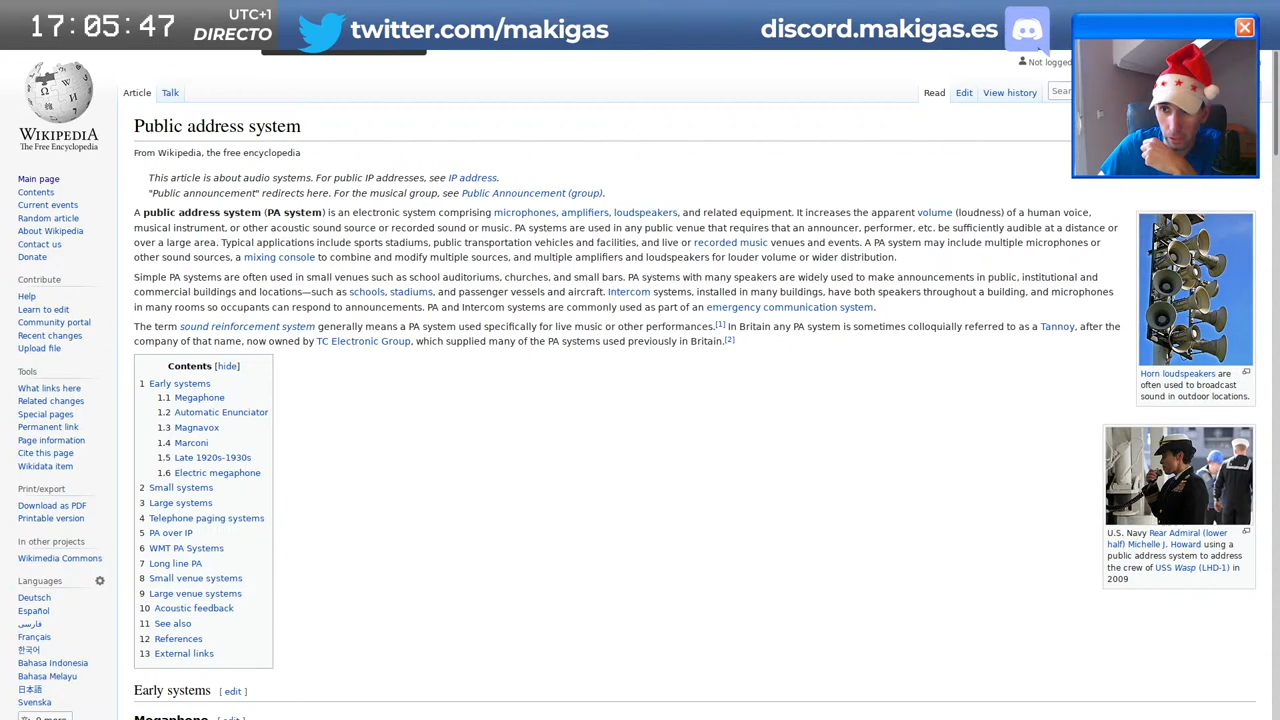 17:05:47
UTC+1
DIRECTO
twitter.com/makigas
discord.makigas.es
Not logged
Article
Talk
Read
Edit
View history
WIKIPEDIA
The Free Encyclopedia
Main page
Contents
Current events
Random article
About Wikipedia
Contact us
Donate
Contribute
Help
Learn to edit
Community portal
Recent changes
Upload file
Tools
What links here
Related changes
Special pages
Permanent link
Page information
Cite this page
Wikidata item
Print/export
Download as PDF
Printable version
In other projects
Wikimedia Commons
Languages
Deutsch
Español
فارسی
Français
한국어
Bahasa Indonesia
Bahasa Melayu
日本語
Svenska
Public address system
From Wikipedia, the free encyclopedia
This article is about audio systems. For public IP addresses, see IP address.
"Public announcement" redirects here. For the musical group, see Public Announcement (group).
A public address system (PA system) is an electronic system comprising microphones, amplifiers, loudspeakers, and related equipment. It increases the apparent volume (loudness) of a human voice,
musical instrument, or other acoustic sound source or recorded sound or music. PA systems are used in any public venue that requires that an announcer, performer, etc. be sufficiently audible at a distance or
over a large area. Typical applications include sports stadiums, public transportation vehicles and facilities, and live or recorded music venues and events. A PA system may include multiple microphones or
other sound sources, a mixing console to combine and modify multiple sources, and multiple amplifiers and loudspeakers for louder volume or wider distribution.
Simple PA systems are often used in small venues such as school auditoriums, churches, and small bars. PA systems with many speakers are widely used to make announcements in public, institutional and
commercial buildings and locations—such as schools, stadiums, and passenger vessels and aircraft. Intercom systems, installed in many buildings, have both speakers throughout a building, and microphones
in many rooms so occupants can respond to announcements. PA and Intercom systems are commonly used as part of an emergency communication system.
The term sound reinforcement system generally means a PA system used specifically for live music or other performances.[1] In Britain any PA system is sometimes colloquially referred to as a Tannoy, after the
company of that name, now owned by TC Electronic Group, which supplied many of the PA systems used previously in Britain.[2]
Contents [hide]
1 Early systems
1.1 Megaphone
1.2 Automatic Enunciator
1.3 Magnavox
1.4 Marconi
1.5 Late 1920s-1930s
1.6 Electric megaphone
2 Small systems
3 Large systems
4 Telephone paging systems
5 PA over IP
6 WMT PA Systems
7 Long line PA
8 Small venue systems
9 Large venue systems
10 Acoustic feedback
11 See also
12 References
13 External links
Early systems [ edit ]
Horn loudspeakers are
often used to broadcast
sound in outdoor locations.
U.S. Navy Rear Admiral (lower
half) Michelle J. Howard using a
public address system to address
the crew of USS Wasp (LHD-1) in
2009